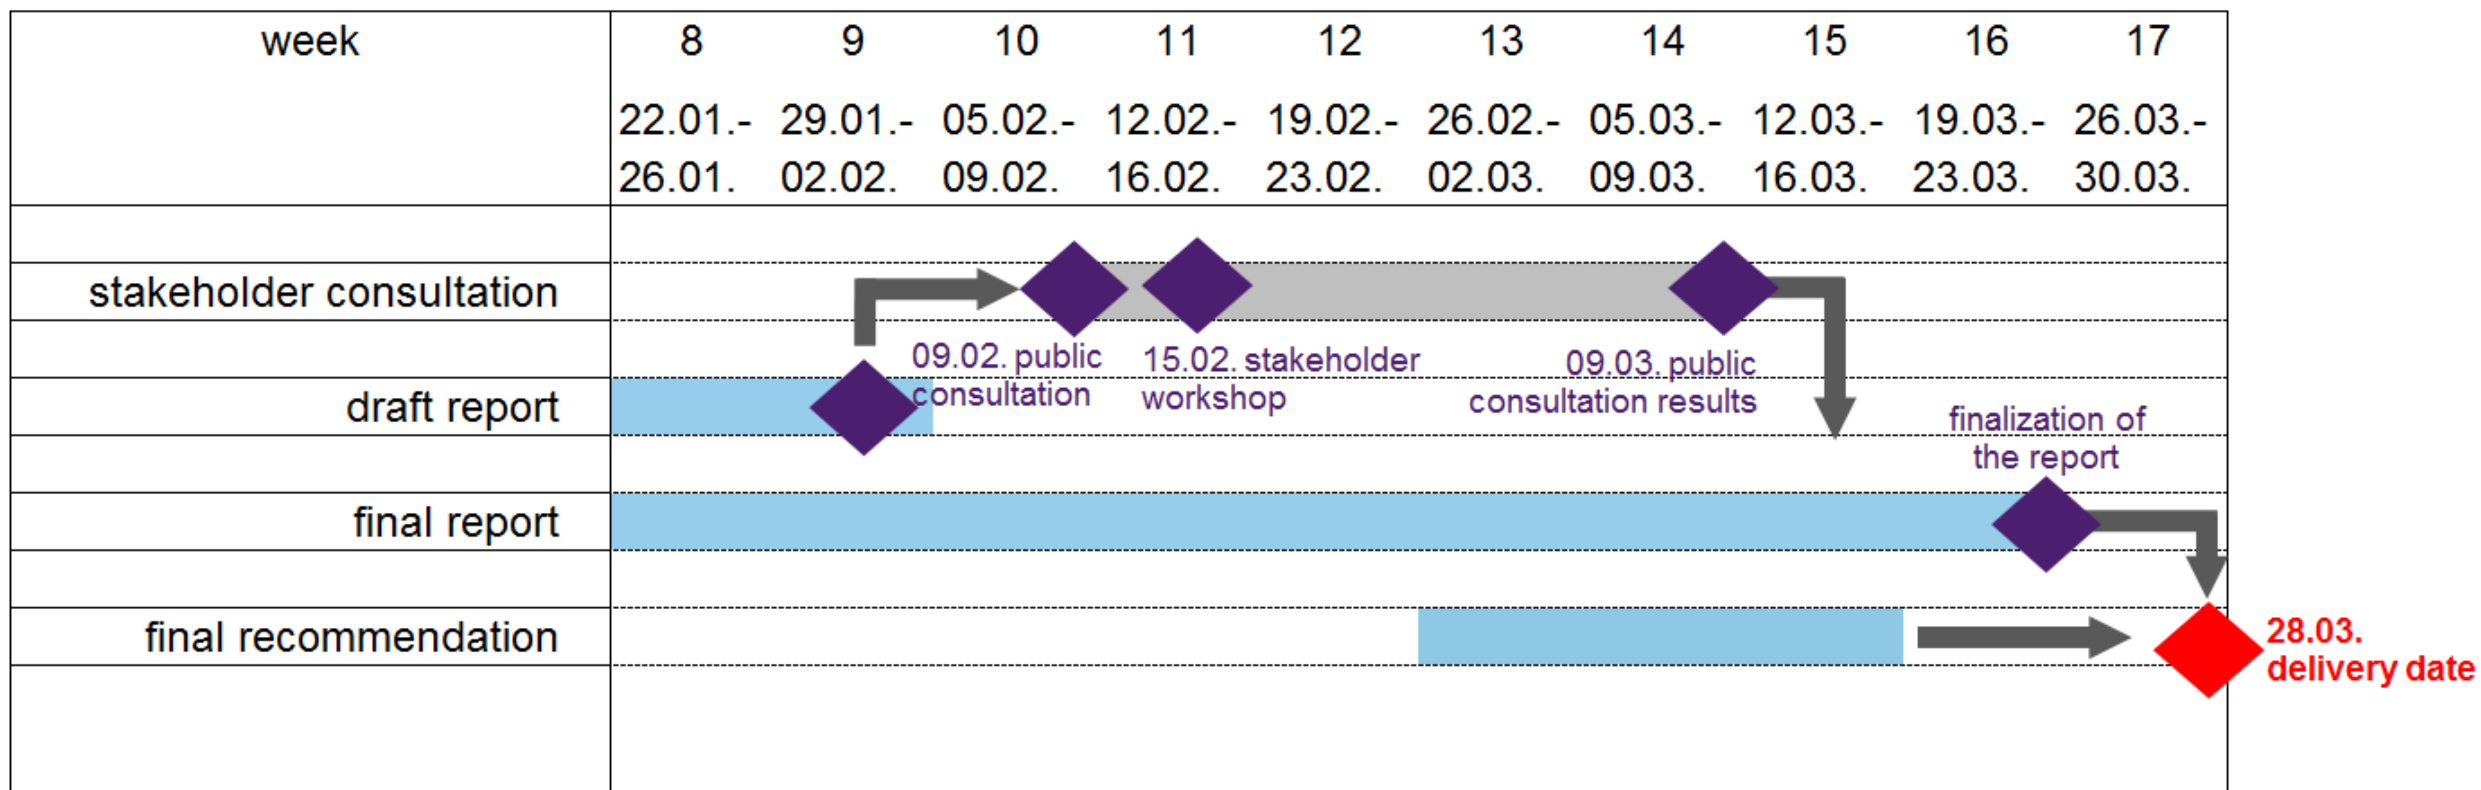 week 8 9 10 11 12 13 14 15 16 17
22.01.- 29.01.- 05.02.- 12.02.- 19.02.- 26.02.- 05.03.- 12.03.- 19.03.- 26.03.-
26.01. 02.02. 09.02. 16.02. 23.02. 02.03. 09.03. 16.03. 23.03. 30.03.
stakeholder consultation
09.02. public
consultation
15.02. stakeholder
workshop
09.03. public
consultation results
draft report
finalization of
the report
final report
final recommendation
28.03.
delivery date